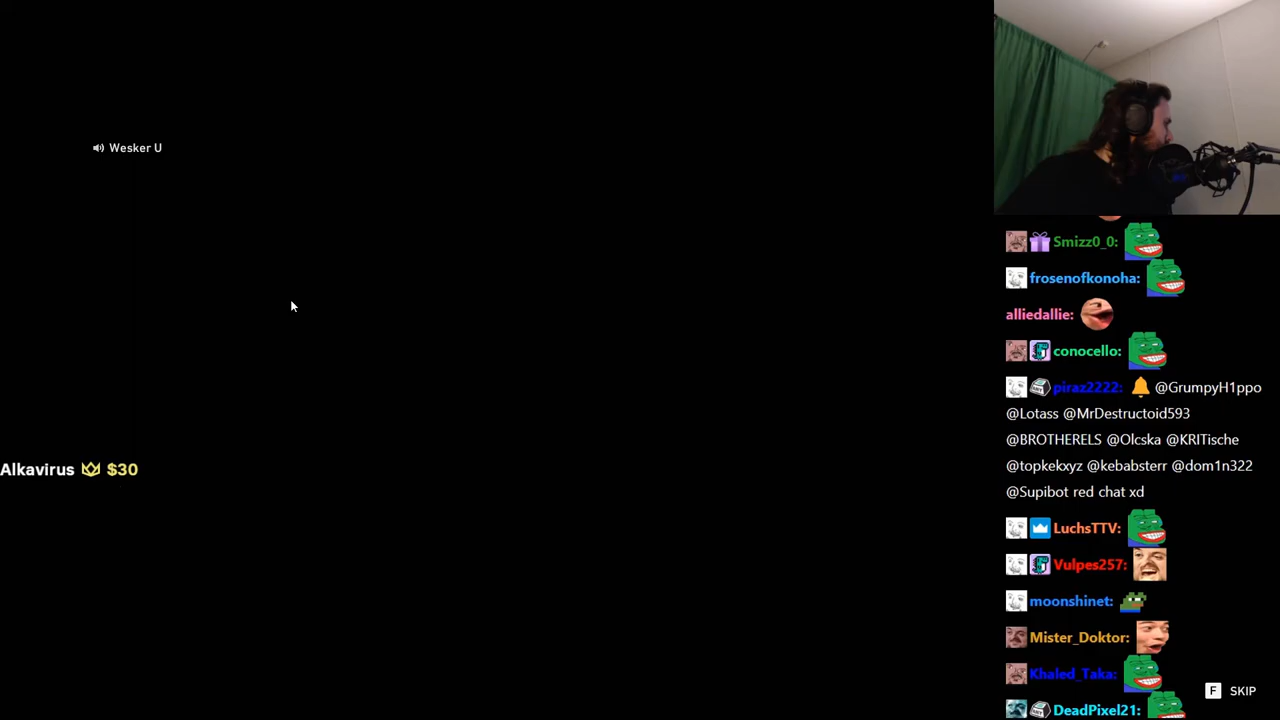 Wesker U
Alkavirus $30
Smizz0_0:
frosenofkonoha:
alliedallie:
conocello:
piraz2222: @GrumpyH1ppo
@Lotass @MrDestructoid593
@BROTHERELS @Olcska @KRITische
@topkekxyz @kebabsterr @dom1n322
@Supibot red chat xd
LuchsTTV:
Vulpes257:
moonshinet:
Mister_Doktor:
Khaled_Taka:
DeadPixel21:
F SKIP